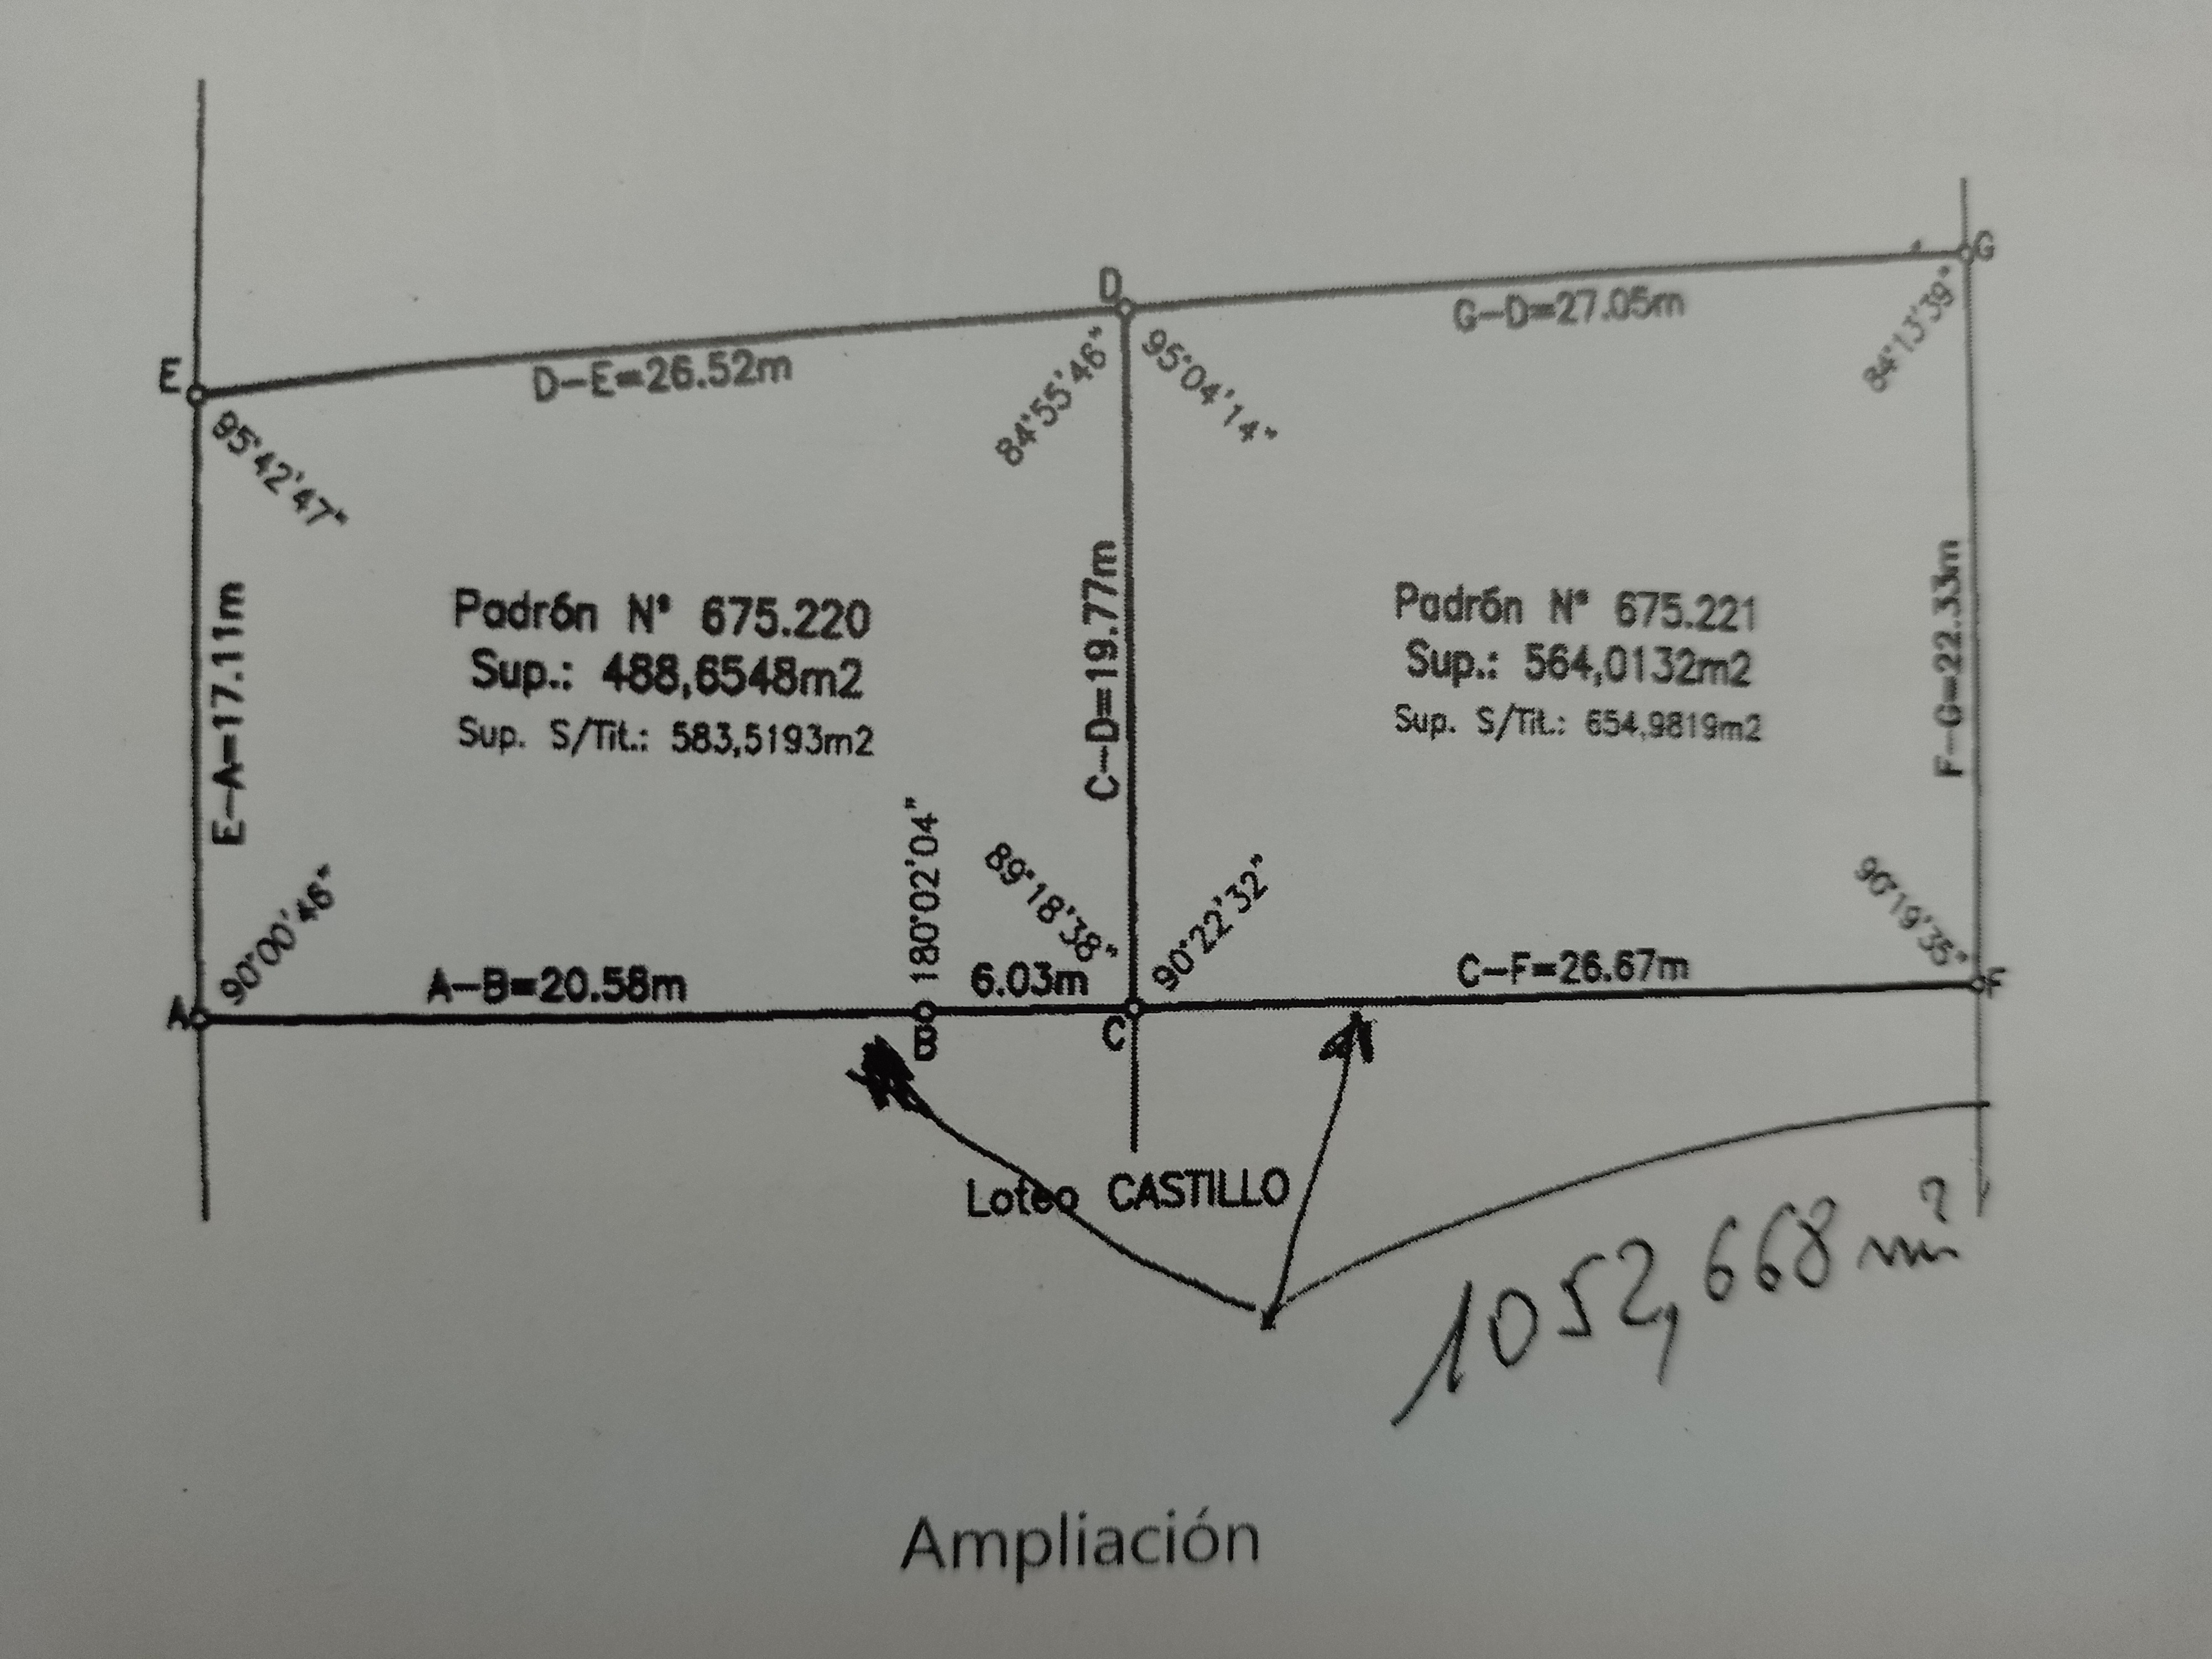 G
D
G-D=27.05m
84°13'39"
E
D-E=26.52m
84°55'46"
95°04'14"
95°42'47"
E-A=17.11m
Padrón N° 675.220
Sup.: 488,6548m2
Sup. S/Tit.: 583,5193m2
C-D=19.77m
Padrón N° 675.221
Sup.: 564,0132m2
Sup. S/Tit.: 654,9819m2
F-G=22.33m
90°00'46"
180°02'04"
89°18'38"
90°22'32"
90°19'35"
A-B=20.58m
6.03m
C-F=26.67m
A
B
C
F
Loteo CASTILLO
1052,668 m²
Ampliación